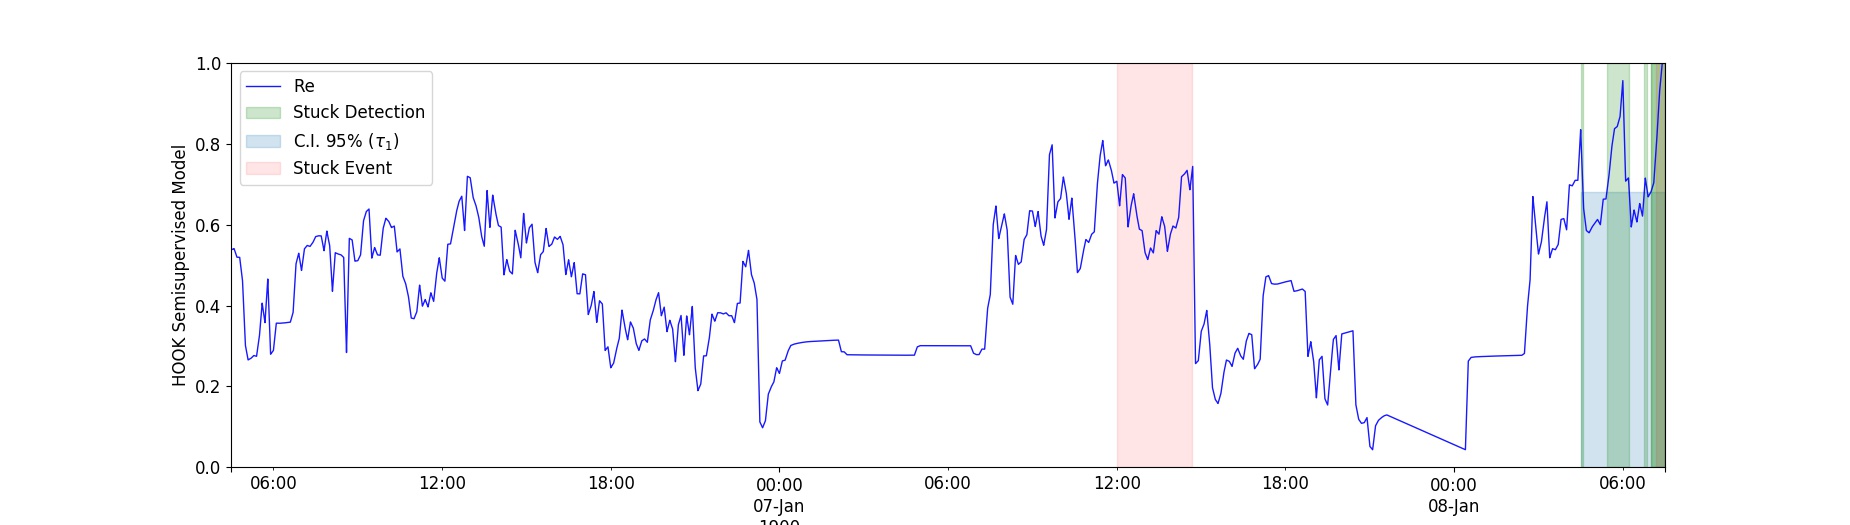 HOOK Semisupervised Model
1.0
0.8
0.6
0.4
0.2
0.0
Re
Stuck Detection
C.I. 95% (τ₁)
Stuck Event
06:00
12:00
18:00
00:00
07-Jan
1900
06:00
12:00
18:00
00:00
08-Jan
06:00